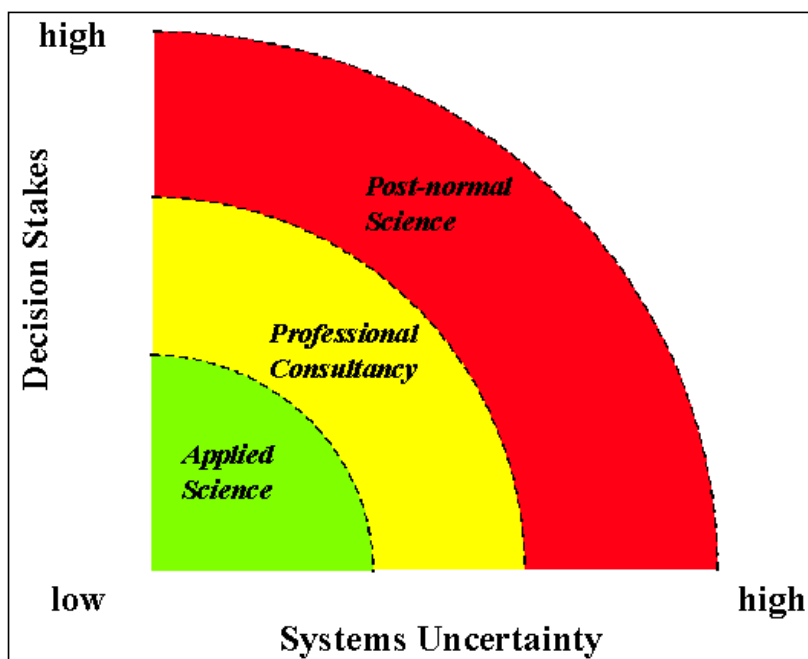 high
Decision Stakes
Post-normal
Science
Professional
Consultancy
Applied
Science
low
high
Systems Uncertainty